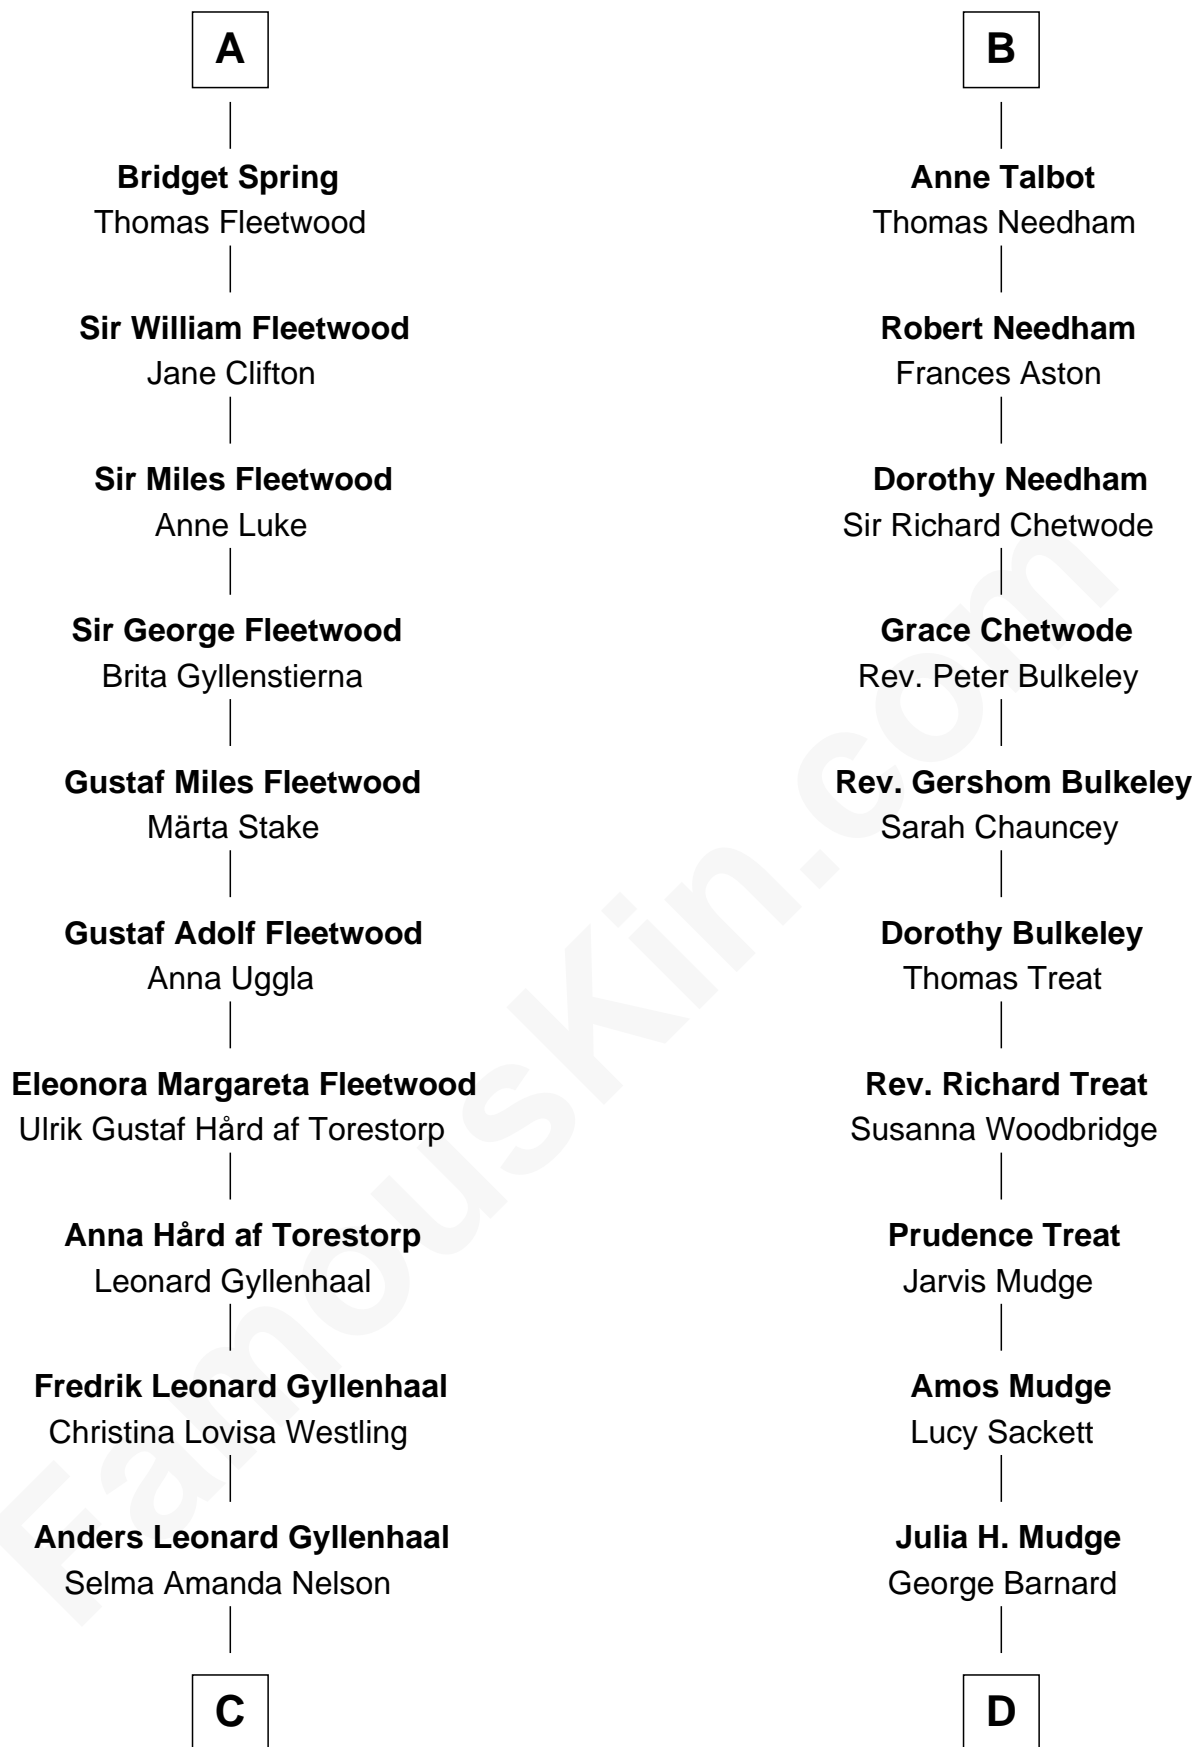 A
Bridget Spring
Thomas Fleetwood
Sir William Fleetwood
Jane Clifton
Sir Miles Fleetwood
Anne Luke
Sir George Fleetwood
Brita Gyllenstierna
Gustaf Miles Fleetwood
Märta Stake
Gustaf Adolf Fleetwood
Anna Uggla
Eleonora Margareta Fleetwood
Ulrik Gustaf Hård af Torestorp
Anna Hård af Torestorp
Leonard Gyllenhaal
Fredrik Leonard Gyllenhaal
Christina Lovisa Westling
Anders Leonard Gyllenhaal
Selma Amanda Nelson
C
B
Anne Talbot
Thomas Needham
Robert Needham
Frances Aston
Dorothy Needham
Sir Richard Chetwode
Grace Chetwode
Rev. Peter Bulkeley
Rev. Gershom Bulkeley
Sarah Chauncey
Dorothy Bulkeley
Thomas Treat
Rev. Richard Treat
Susanna Woodbridge
Prudence Treat
Jarvis Mudge
Amos Mudge
Lucy Sackett
Julia H. Mudge
George Barnard
D
FamousKin.com